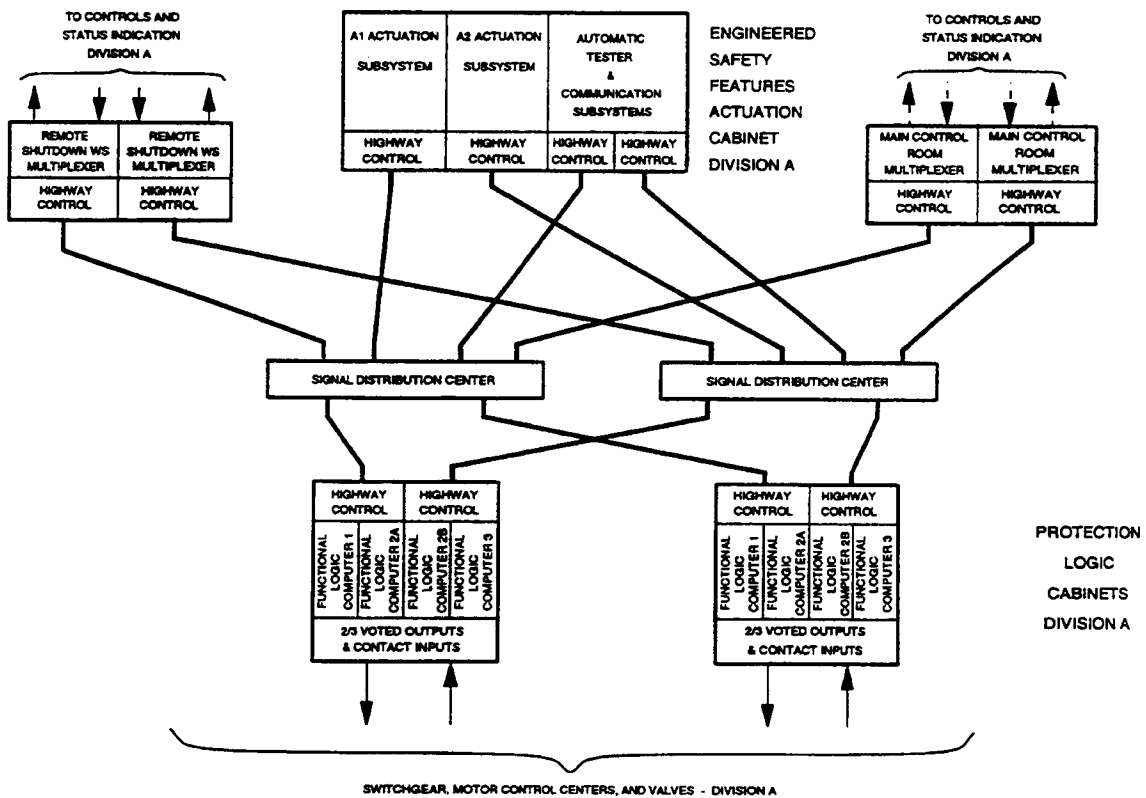 TO CONTROLS AND
STATUS INDICATION
DIVISION A
REMOTE
SHUTDOWN WS
MULTIPLEXER
REMOTE
SHUTDOWN WS
MULTIPLEXER
HIGHWAY
CONTROL
HIGHWAY
CONTROL
A1 ACTUATION
SUBSYSTEM
A2 ACTUATION
SUBSYSTEM
AUTOMATIC
TESTER
&
COMMUNICATION
SUBSYSTEMS
HIGHWAY
CONTROL
HIGHWAY
CONTROL
HIGHWAY
CONTROL
HIGHWAY
CONTROL
ENGINEERED
SAFETY
FEATURES
ACTUATION
CABINET
DIVISION A
TO CONTROLS AND
STATUS INDICATION
DIVISION A
MAIN CONTROL
ROOM
MULTIPLEXER
MAIN CONTROL
ROOM
MULTIPLEXER
HIGHWAY
CONTROL
HIGHWAY
CONTROL
SIGNAL DISTRIBUTION CENTER
SIGNAL DISTRIBUTION CENTER
HIGHWAY
CONTROL
HIGHWAY
CONTROL
FUNCTIONAL
LOGIC
COMPUTER 1
FUNCTIONAL
LOGIC
COMPUTER 2A
FUNCTIONAL
LOGIC
COMPUTER 2B
FUNCTIONAL
LOGIC
COMPUTER 3
2/3 VOTED OUTPUTS
& CONTACT INPUTS
HIGHWAY
CONTROL
HIGHWAY
CONTROL
FUNCTIONAL
LOGIC
COMPUTER 1
FUNCTIONAL
LOGIC
COMPUTER 2A
FUNCTIONAL
LOGIC
COMPUTER 2B
FUNCTIONAL
LOGIC
COMPUTER 3
2/3 VOTED OUTPUTS
& CONTACT INPUTS
PROTECTION
LOGIC
CABINETS
DIVISION A
SWITCHGEAR, MOTOR CONTROL CENTERS, AND VALVES - DIVISION A